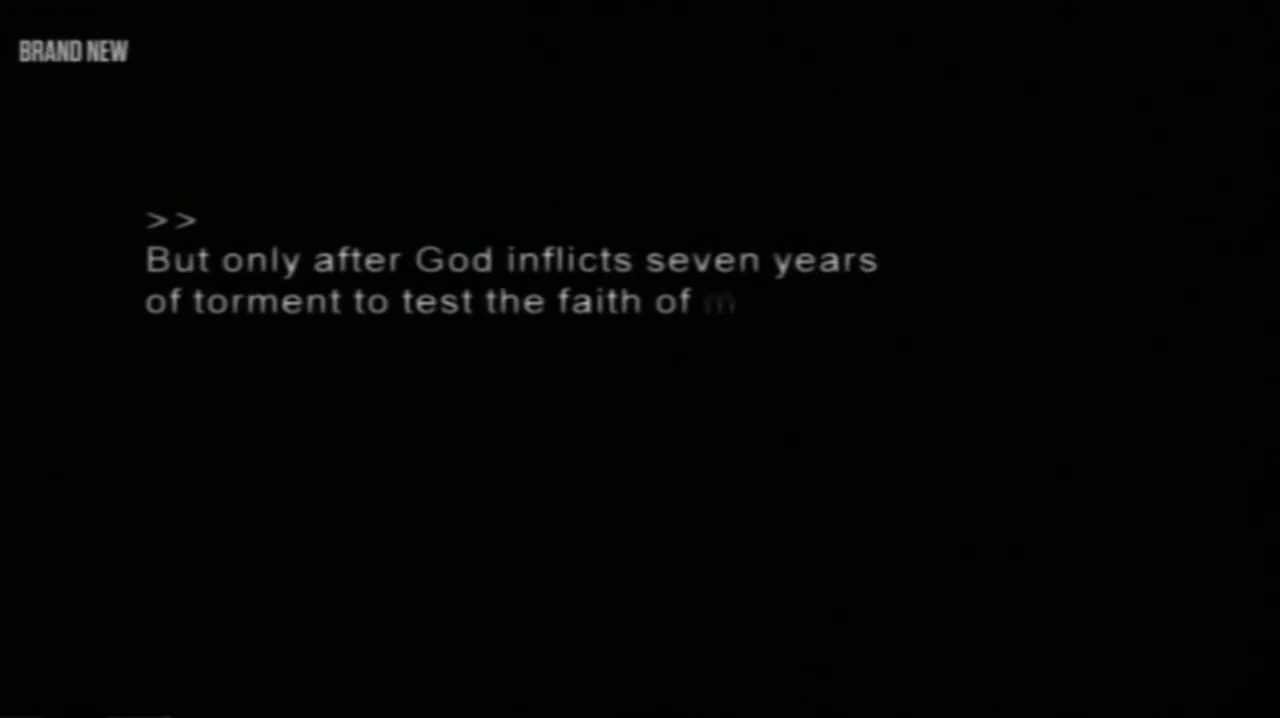 BRAND NEW
>>
But only after God inflicts seven years
of torment to test the faith of m